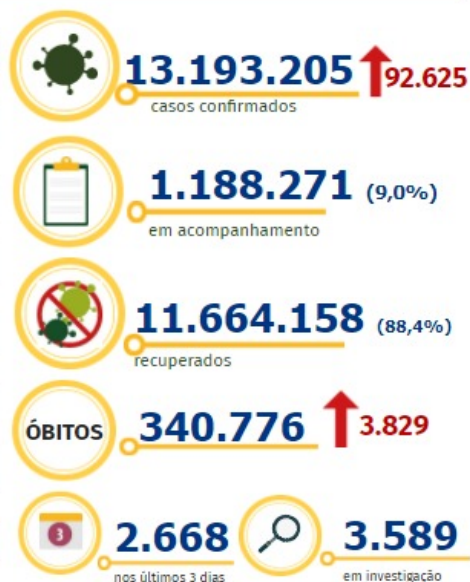 13.193.205 92.625
casos confirmados
1.188.271 (9,0%)
em acompanhamento
11.664.158 (88,4%)
recuperados
ÓBITOS 340.776 3.829
3 2.668 3.589
nos últimos 3 dias em investigação